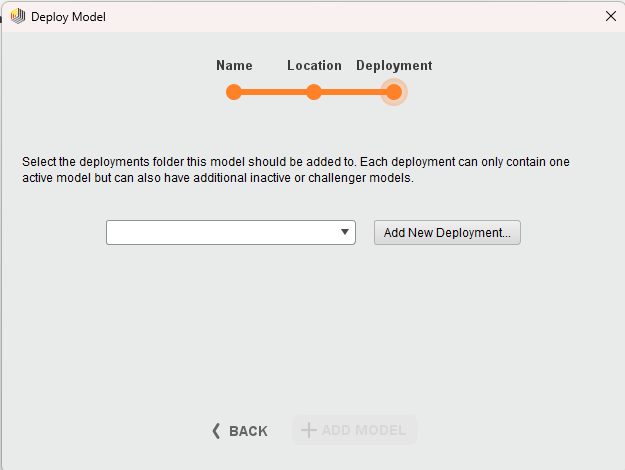 Deploy Model
Name Location Deployment
Select the deployments folder this model should be added to. Each deployment can only contain one
active model but can also have additional inactive or challenger models.
Add New Deployment...
BACK
ADD MODEL